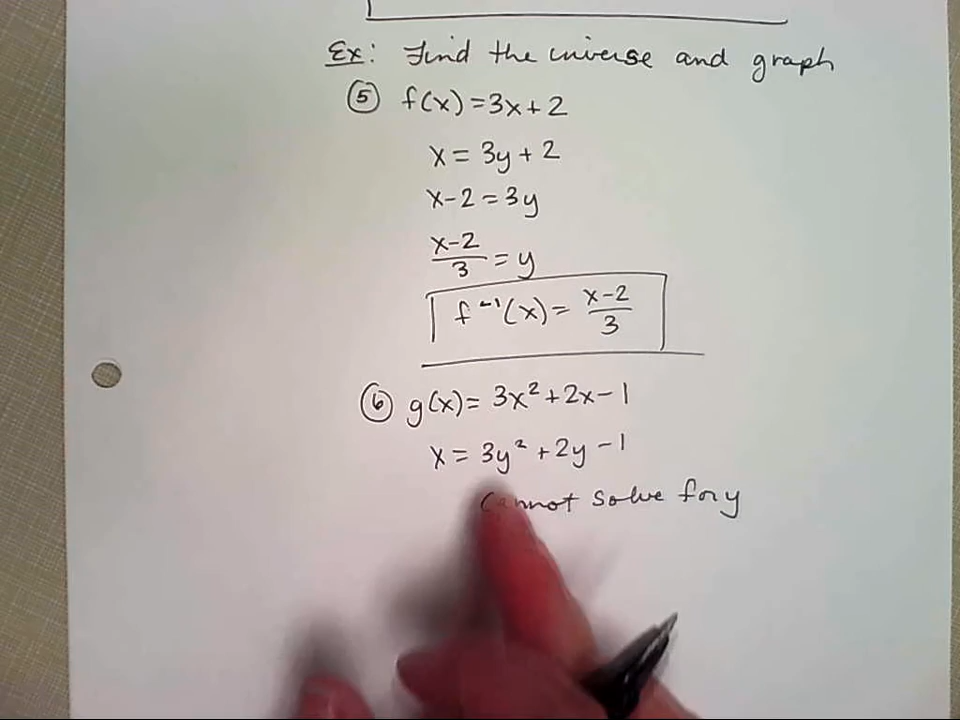 Ex: Find the inverse and graph
⑤ f(x) = 3x + 2
x = 3y + 2
x - 2 = 3y
x-2/3 = y
f⁻¹(x) = x-2/3
⑥ g(x) = 3x² + 2x - 1
x = 3y² + 2y - 1
Cannot solve for y